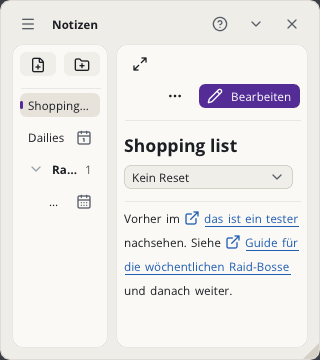 Notizen
Shopping...
Dailies
Ra... 1
...
Bearbeiten
Shopping list
Kein Reset
Vorher im das ist ein tester
nachsehen. Siehe Guide für
die wöchentlichen Raid-Bosse
und danach weiter.